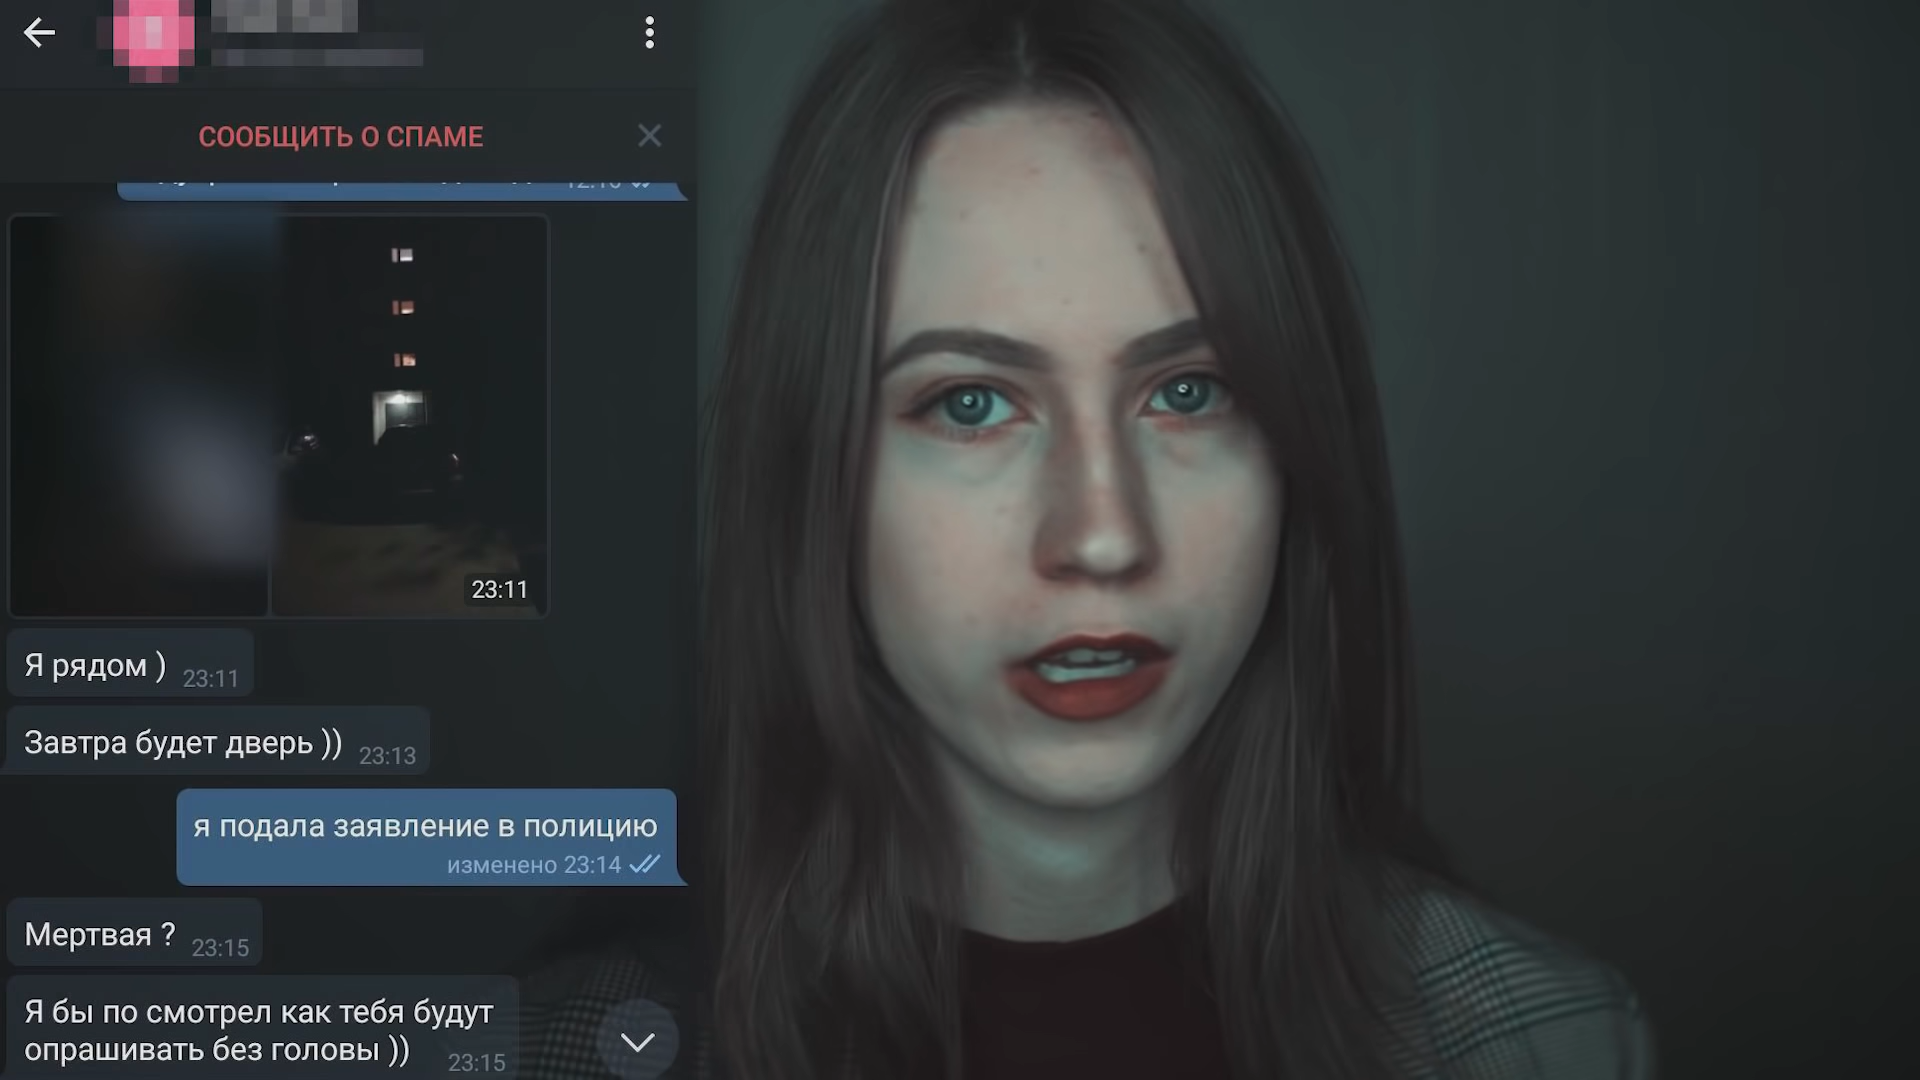 СООБЩИТЬ О СПАМЕ
23:11
Я рядом ) 23:11
Завтра будет дверь )) 23:13
я подала заявление в полицию
изменено 23:14
Мертвая ? 23:15
Я бы по смотрел как тебя будут
опрашивать без головы )) 23:15